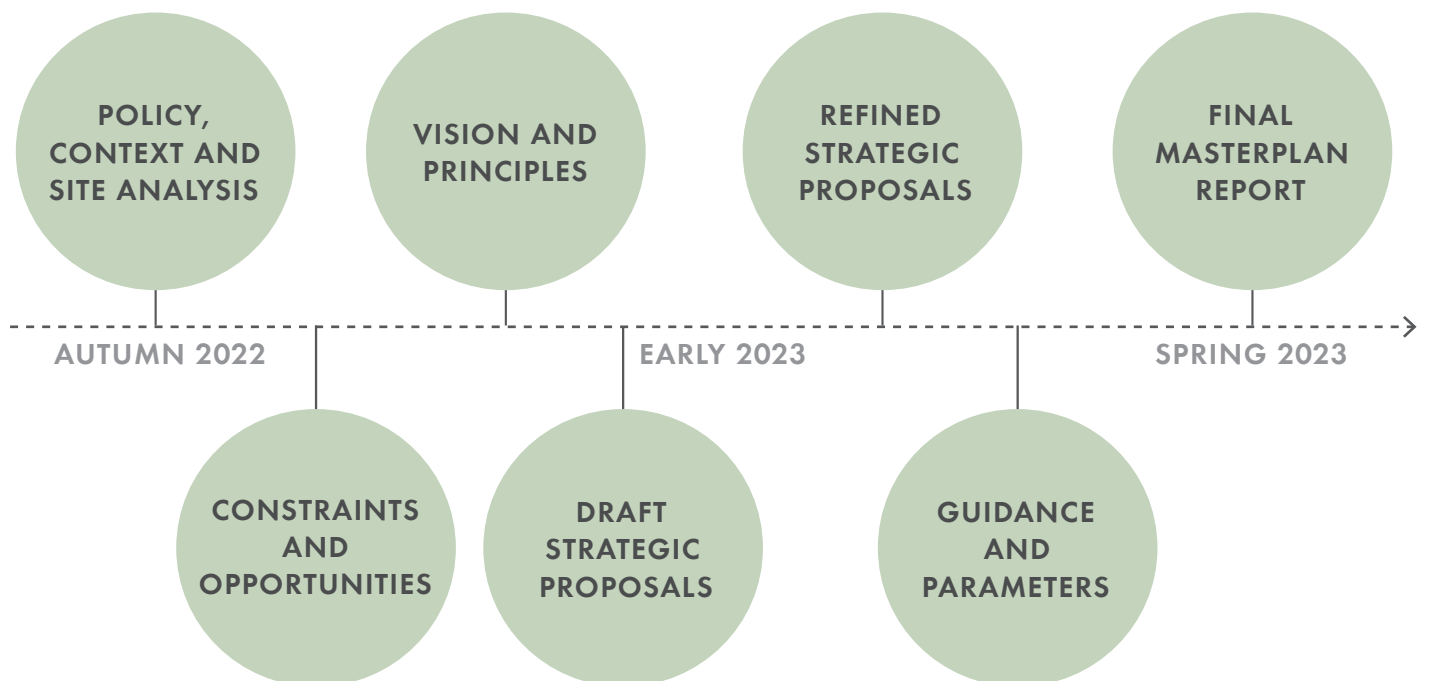 POLICY,
CONTEXT AND
SITE ANALYSIS
VISION AND
PRINCIPLES
REFINED
STRATEGIC
PROPOSALS
FINAL
MASTERPLAN
REPORT
AUTUMN 2022
EARLY 2023
SPRING 2023
CONSTRAINTS
AND
OPPORTUNITIES
DRAFT
STRATEGIC
PROPOSALS
GUIDANCE
AND
PARAMETERS